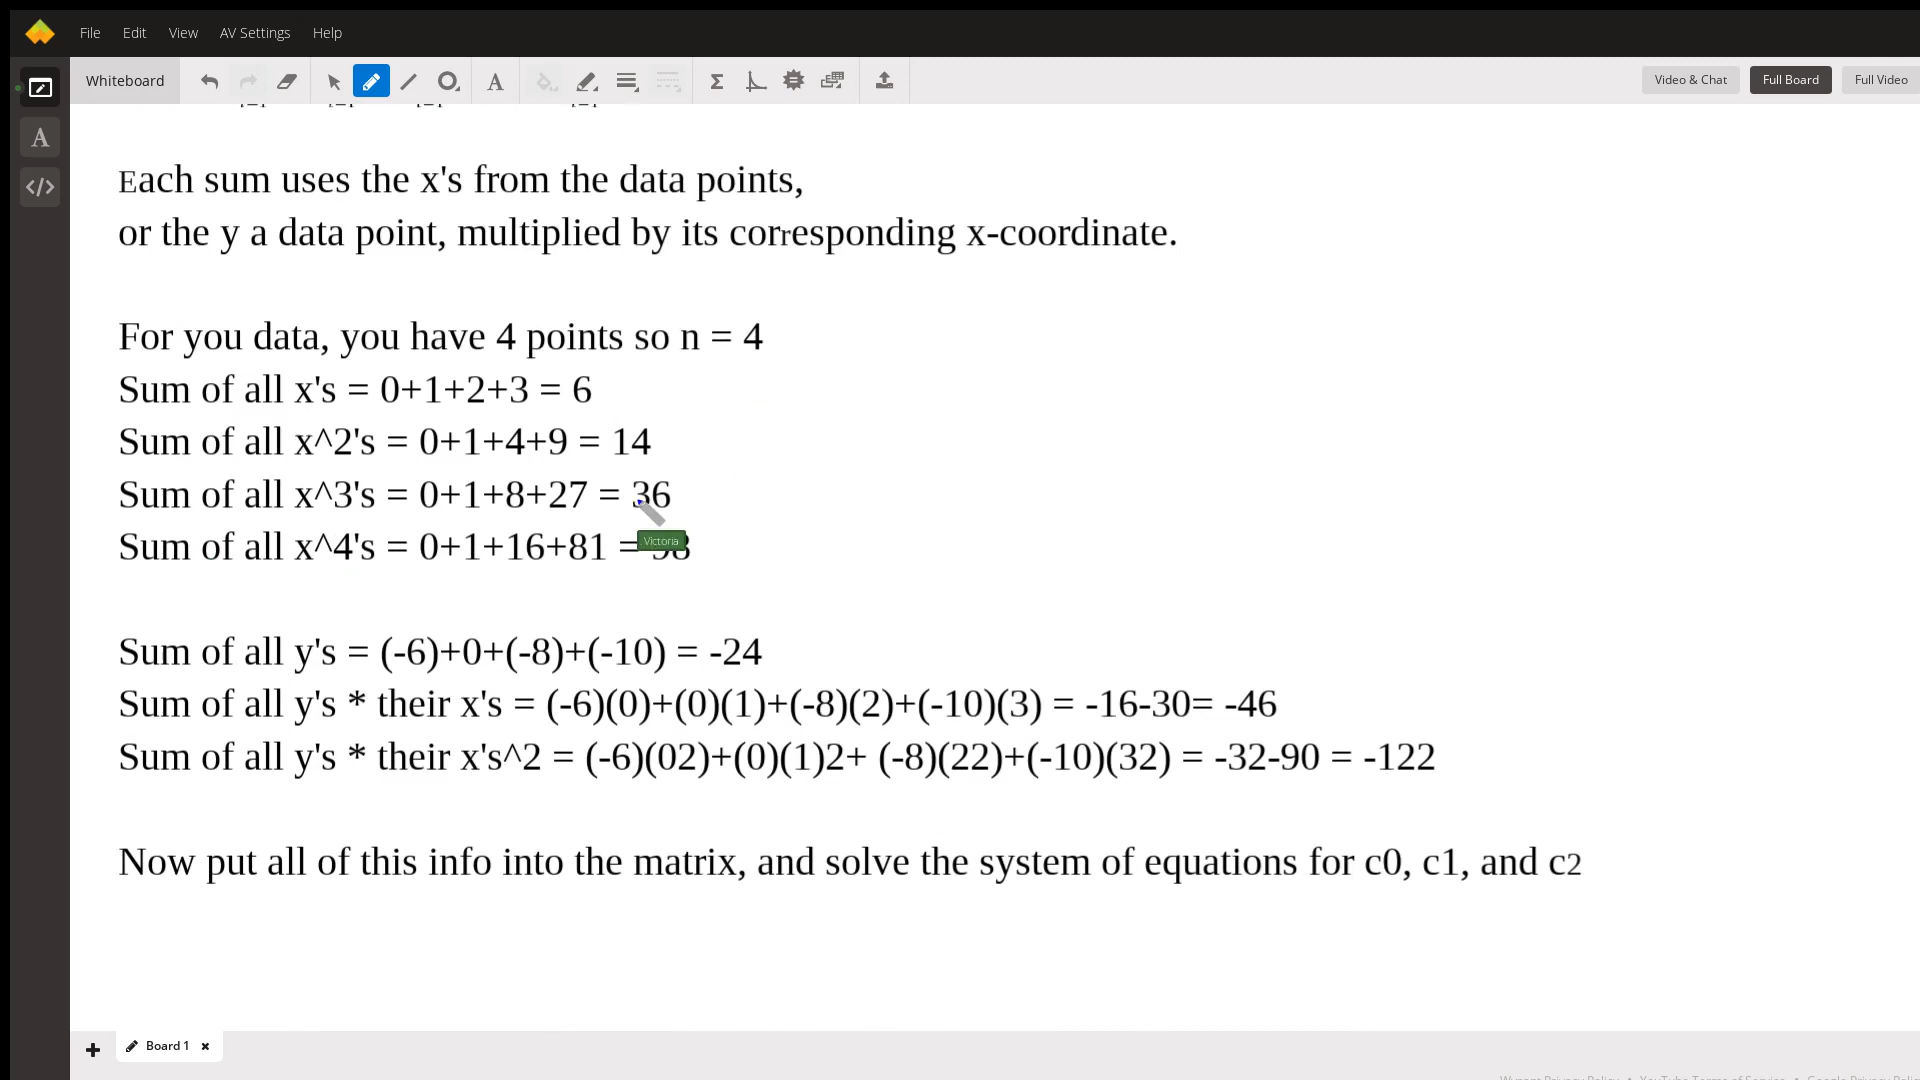 File Edit View AV Settings Help
Whiteboard A Σ Video & Chat Full Board Full Video
A
</>
Each sum uses the x's from the data points,
or the y a data point, multiplied by its corresponding x-coordinate.
For you data, you have 4 points so n = 4
Sum of all x's = 0+1+2+3 = 6
Sum of all x^2's = 0+1+4+9 = 14
Sum of all x^3's = 0+1+8+27 = 36
Sum of all x^4's = 0+1+16+81 = 98
Victoria
Sum of all y's = (-6)+0+(-8)+(-10) = -24
Sum of all y's * their x's = (-6)(0)+(0)(1)+(-8)(2)+(-10)(3) = -16-30= -46
Sum of all y's * their x's^2 = (-6)(02)+(0)(1)2+ (-8)(22)+(-10)(32) = -32-90 = -122
Now put all of this info into the matrix, and solve the system of equations for c0, c1, and c2
Board 1